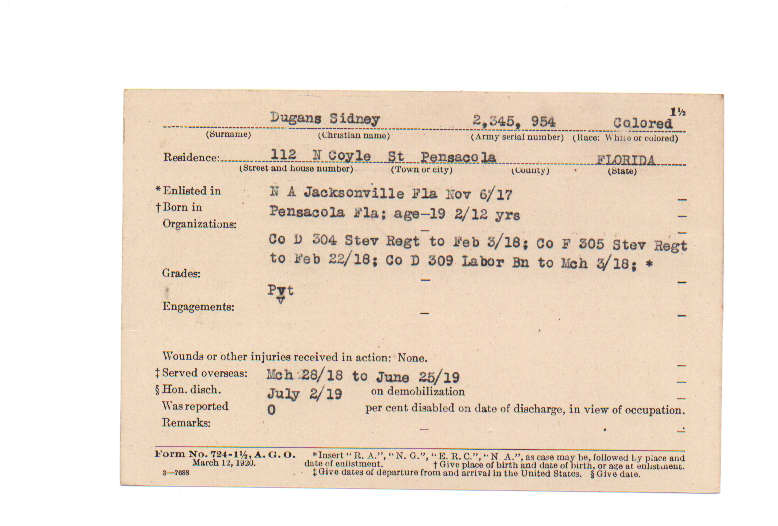 1½
Dugans Sidney 2,345, 954 Colored
(Surname) (Christian name) (Army serial number) (Race: White or colored)
Residence: 112 N Coyle St Pensacola FLORIDA
(Street and house number) (Town or city) (County) (State)
*Enlisted in N A Jacksonville Fla Nov 6/17
†Born in Pensacola Fla; age-19 2/12 yrs
Organizations:
Co D 304 Stev Regt to Feb 3/18; Co F 305 Stev Regt
to Feb 22/18; Co D 309 Labor Bn to Mch 3/18; *
Grades:
Pvt
Engagements:
Wounds or other injuries received in action: None.
‡Served overseas: Mch 28/18 to June 25/19
§Hon. disch. July 2/19 on demobilization
Was reported 0 per cent disabled on date of discharge, in view of occupation.
Remarks:
Form No. 724-1½, A. G. O. *Insert "R. A.", "N. G.", "E. R. C.", "N A.", as case may be, followed by place and
March 12, 1920. date of enlistment. †Give place of birth and date of birth, or age at enlistment.
3—7688 ‡Give dates of departure from and arrival in the United States. §Give date.